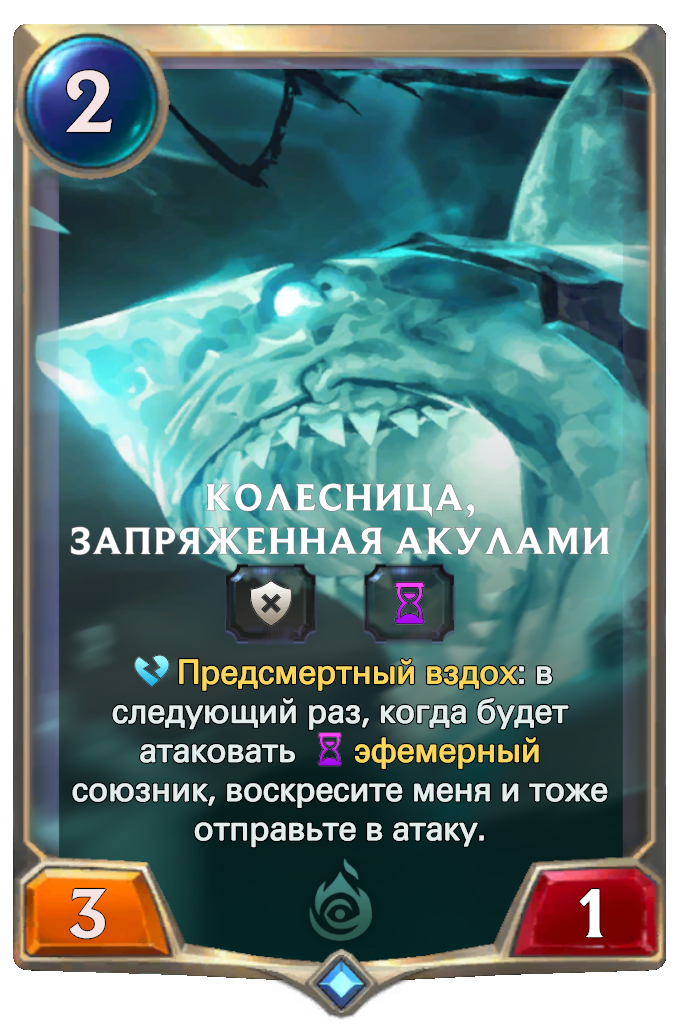 2
КОЛЕСНИЦА,
ЗАПРЯЖЕННАЯ АКУЛАМИ
Предсмертный вздох: в
следующий раз, когда будет
атаковать эфемерный
союзник, воскресите меня и тоже
отправьте в атаку.
3
1